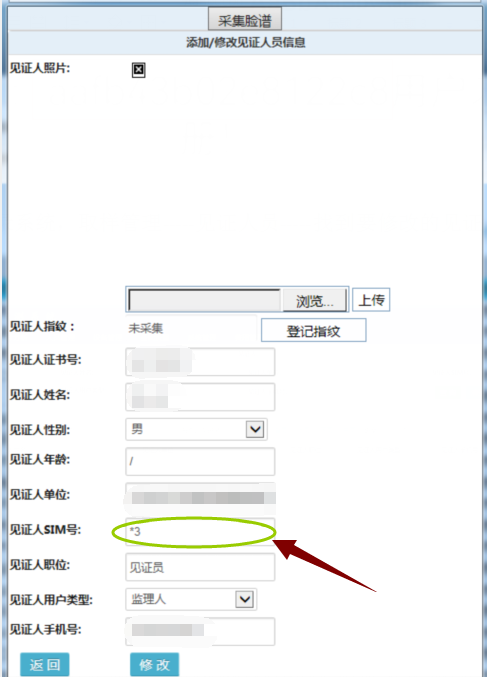 采集脸谱
添加/修改见证人员信息
见证人照片:
浏览... 上传
见证人指纹： 未采集 登记指纹
见证人证书号:
见证人姓名:
见证人性别: 男
见证人年龄: /
见证人单位:
见证人SIM号: *3
见证人职位: 见证员
见证人用户类型: 监理人
见证人手机号:
返回 修改